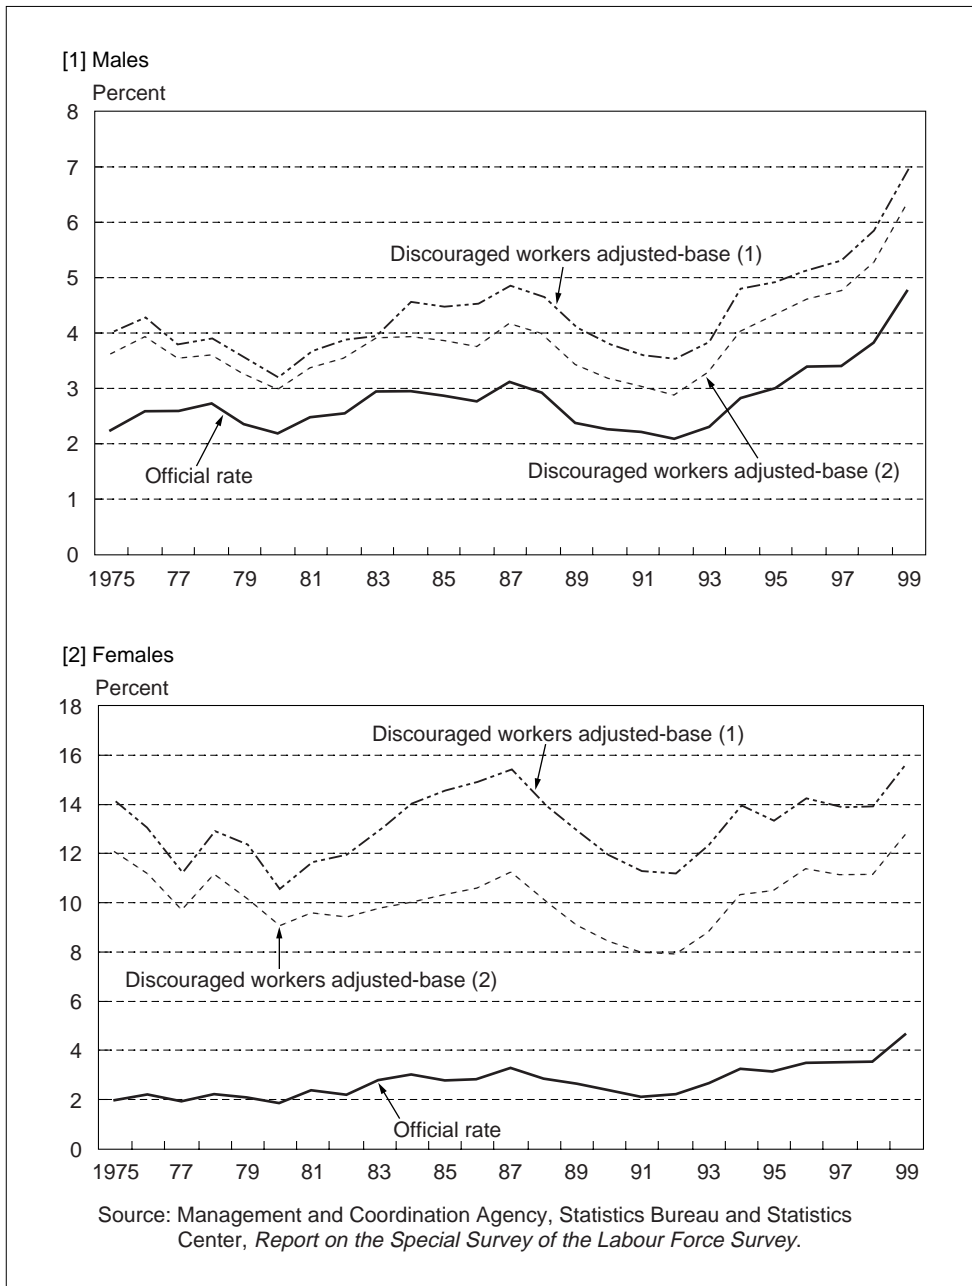 [1] Males
Percent
8
7
6
Discouraged workers adjusted-base (1)
5
4
3
Official rate
Discouraged workers adjusted-base (2)
2
1
0
1975 77 79 81 83 85 87 89 91 93 95 97 99
[2] Females
Percent
18
Discouraged workers adjusted-base (1)
16
14
12
10
8
Discouraged workers adjusted-base (2)
6
4
2
Official rate
0
1975 77 79 81 83 85 87 89 91 93 95 97 99
Source: Management and Coordination Agency, Statistics Bureau and Statistics
Center, Report on the Special Survey of the Labour Force Survey.